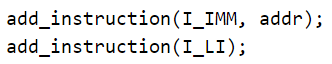 add_instruction(I_IMM, addr);
add_instruction(I_LI);